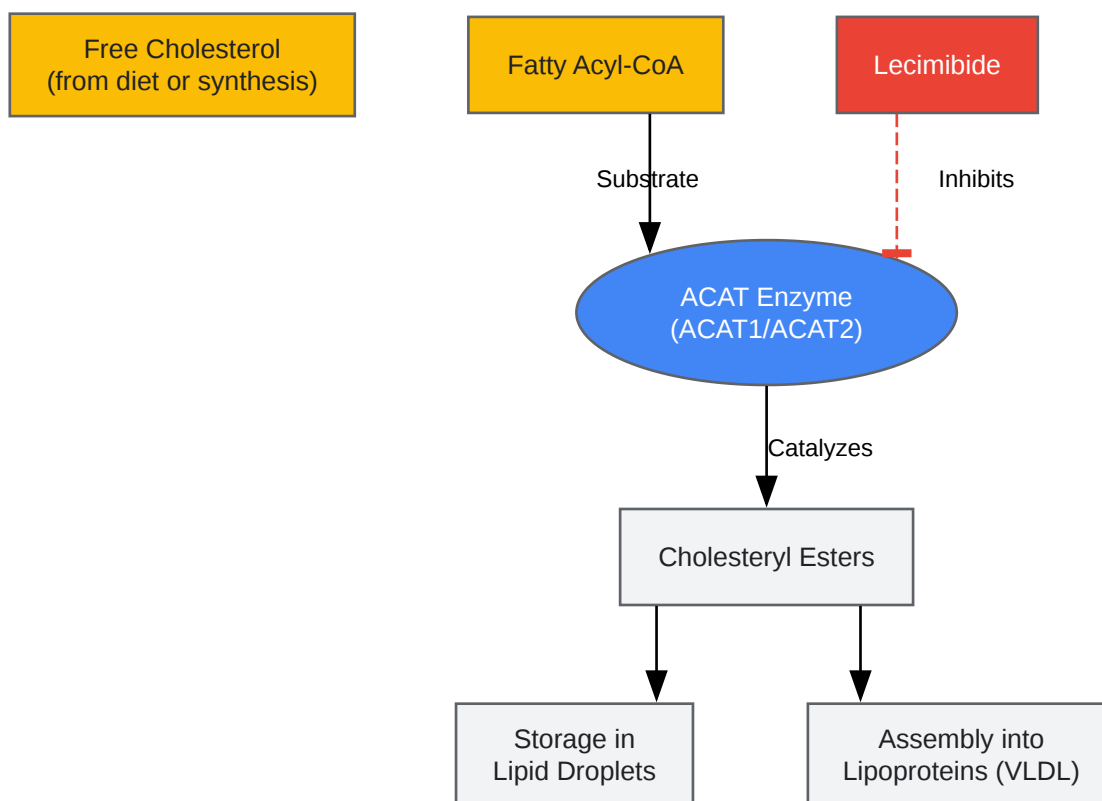 Free Cholesterol
(from diet or synthesis)
Fatty Acyl-CoA
Lecimibide
Substrate
Inhibits
ACAT Enzyme
(ACAT1/ACAT2)
Catalyzes
Cholesteryl Esters
Storage in
Lipid Droplets
Assembly into
Lipoproteins (VLDL)